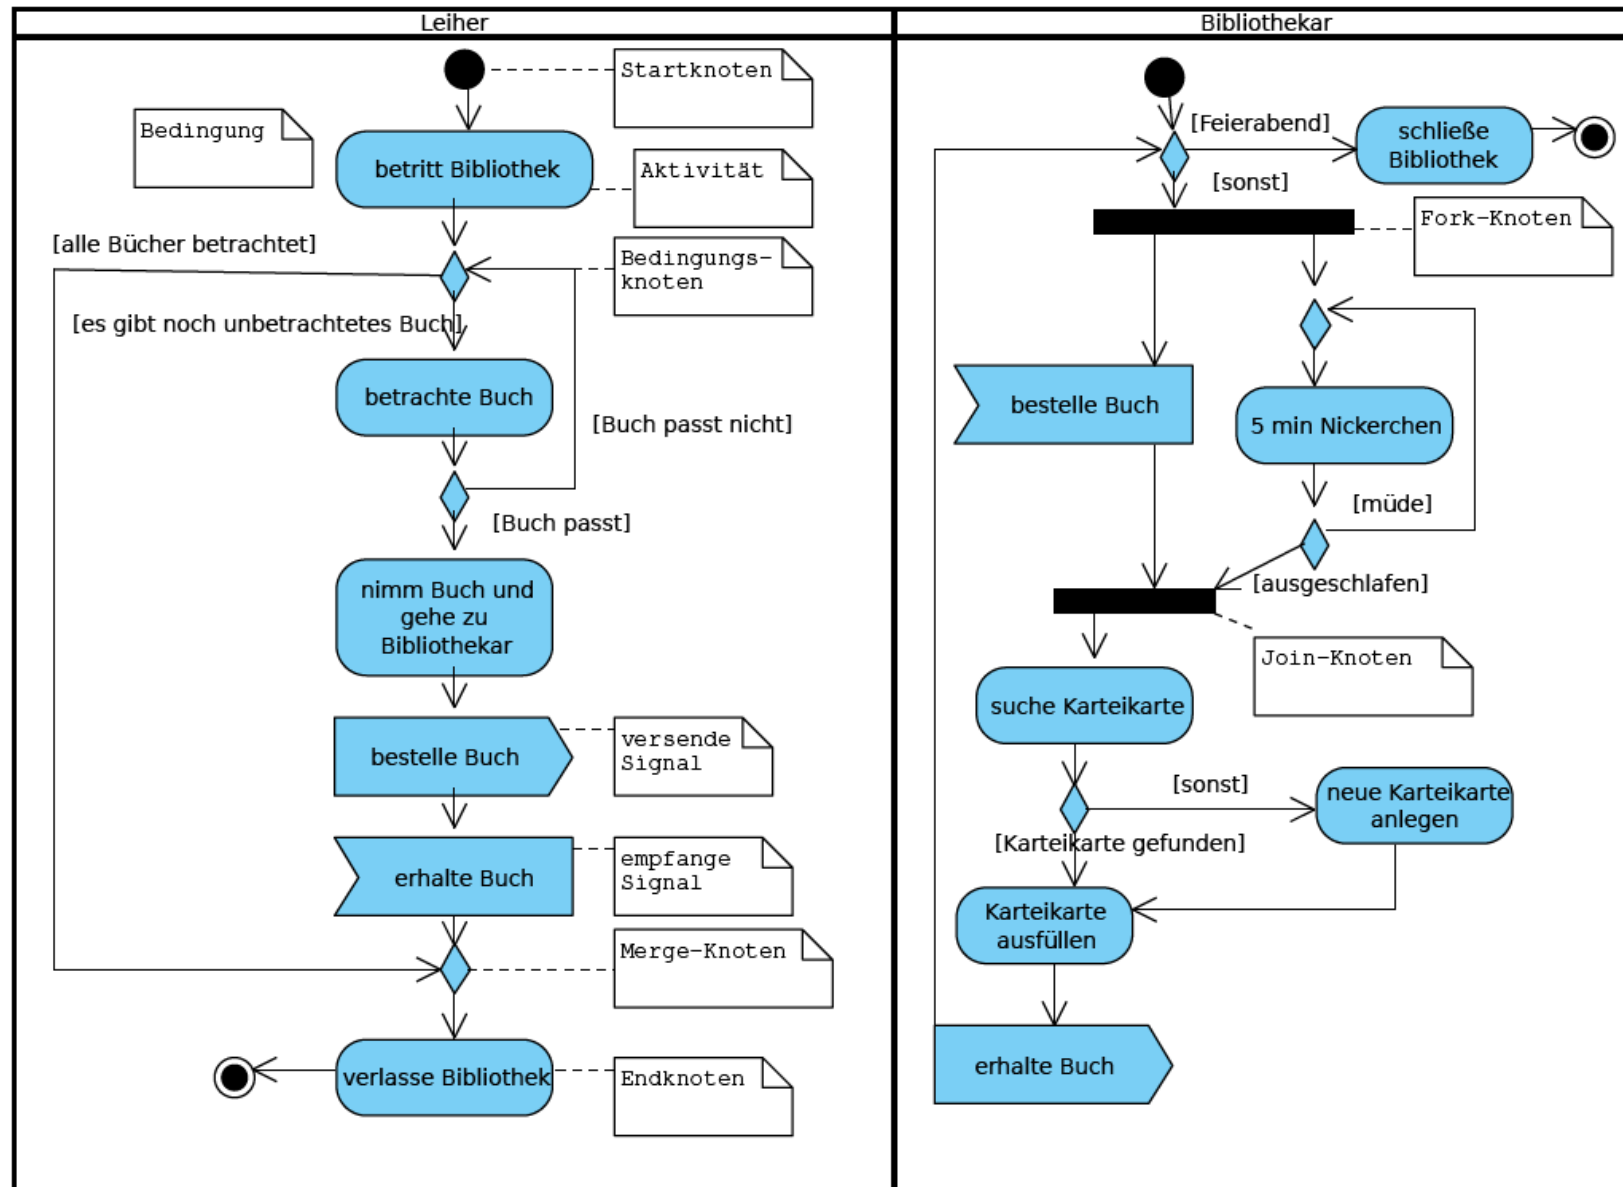 Leiher
Startknoten
Bedingung
betritt Bibliothek
Aktivität
[alle Bücher betrachtet]
Bedingungs-
knoten
[es gibt noch unbetrachtetes Buch]
betrachte Buch
[Buch passt nicht]
[Buch passt]
nimm Buch und
gehe zu
Bibliothekar
bestelle Buch
versende
Signal
erhalte Buch
empfange
Signal
Merge-Knoten
verlasse Bibliothek
Endknoten
Bibliothekar
[Feierabend]
schließe
Bibliothek
[sonst]
Fork-Knoten
bestelle Buch
5 min Nickerchen
[müde]
[ausgeschlafen]
Join-Knoten
suche Karteikarte
[sonst]
neue Karteikarte
anlegen
[Karteikarte gefunden]
Karteikarte
ausfüllen
erhalte Buch